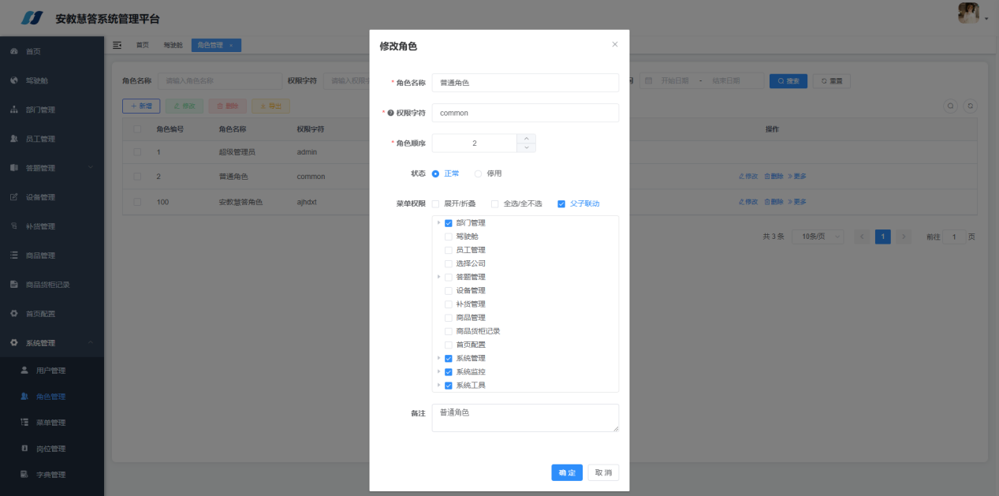 安教慧答系统管理平台
首页
驾驶舱
部门管理
员工管理
答题管理
设备管理
补货管理
商品管理
商品货柜记录
首页配置
系统管理
用户管理
角色管理
菜单管理
岗位管理
字典管理
首页 驾驶舱 角色管理 ×
角色名称 请输入角色名称 权限字符 请输入权限字
开始日期 - 结束日期 搜索 重置
+ 新增 修改 删除 导出
角色编号 角色名称 权限字符 操作
1 超级管理员 admin
2 普通角色 common 修改 删除 更多
100 安教慧答角色 ajhdxt 修改 删除 更多
共 3 条 10条/页 1 前往 1 页
修改角色
* 角色名称 普通角色
* 权限字符 common
* 角色顺序 2
状态 正常 停用
菜单权限 展开/折叠 全选/全不选 父子联动
部门管理
驾驶舱
员工管理
选择公司
答题管理
设备管理
补货管理
商品管理
商品货柜记录
首页配置
系统管理
系统监控
系统工具
备注 普通角色
确 定 取 消